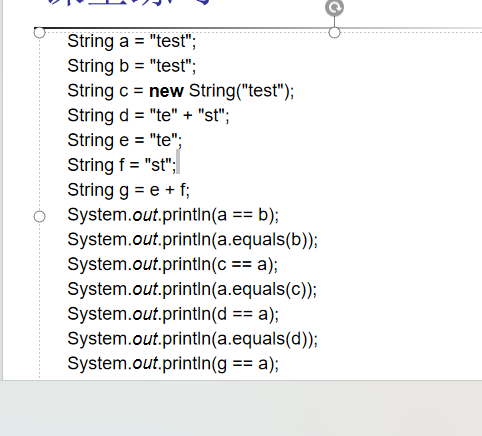 String a = "test";
String b = "test";
String c = new String("test");
String d = "te" + "st";
String e = "te";
String f = "st";
String g = e + f;
System.out.println(a == b);
System.out.println(a.equals(b));
System.out.println(c == a);
System.out.println(a.equals(c));
System.out.println(d == a);
System.out.println(a.equals(d));
System.out.println(g == a);